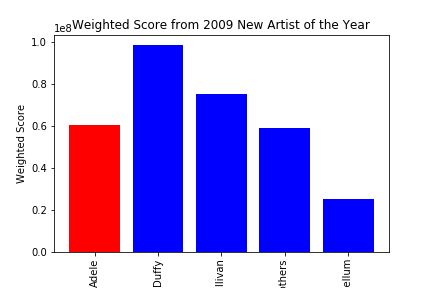 Weighted Score from 2009 New Artist of the Year
1e8
1.0
0.8
0.6
0.4
0.2
0.0
Weighted Score
Adele
Duffy
llivan
others
ellum